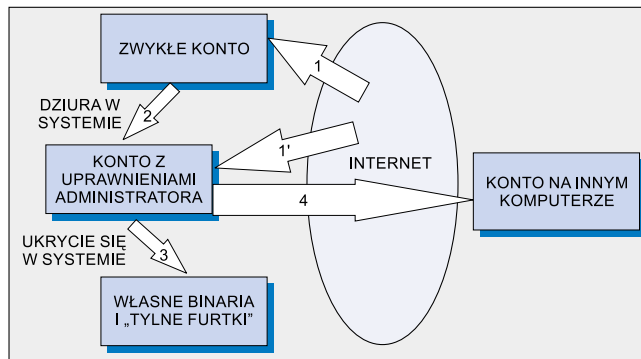 ZWYKŁE KONTO
1
DZIURA W
SYSTEMIE
2
1'
INTERNET
KONTO Z
UPRAWNIENIAMI
ADMINISTRATORA
4
KONTO NA INNYM
KOMPUTERZE
UKRYCIE SIĘ
W SYSTEMIE
3
WŁASNE BINARIA
I „TYLNE FURTKI”